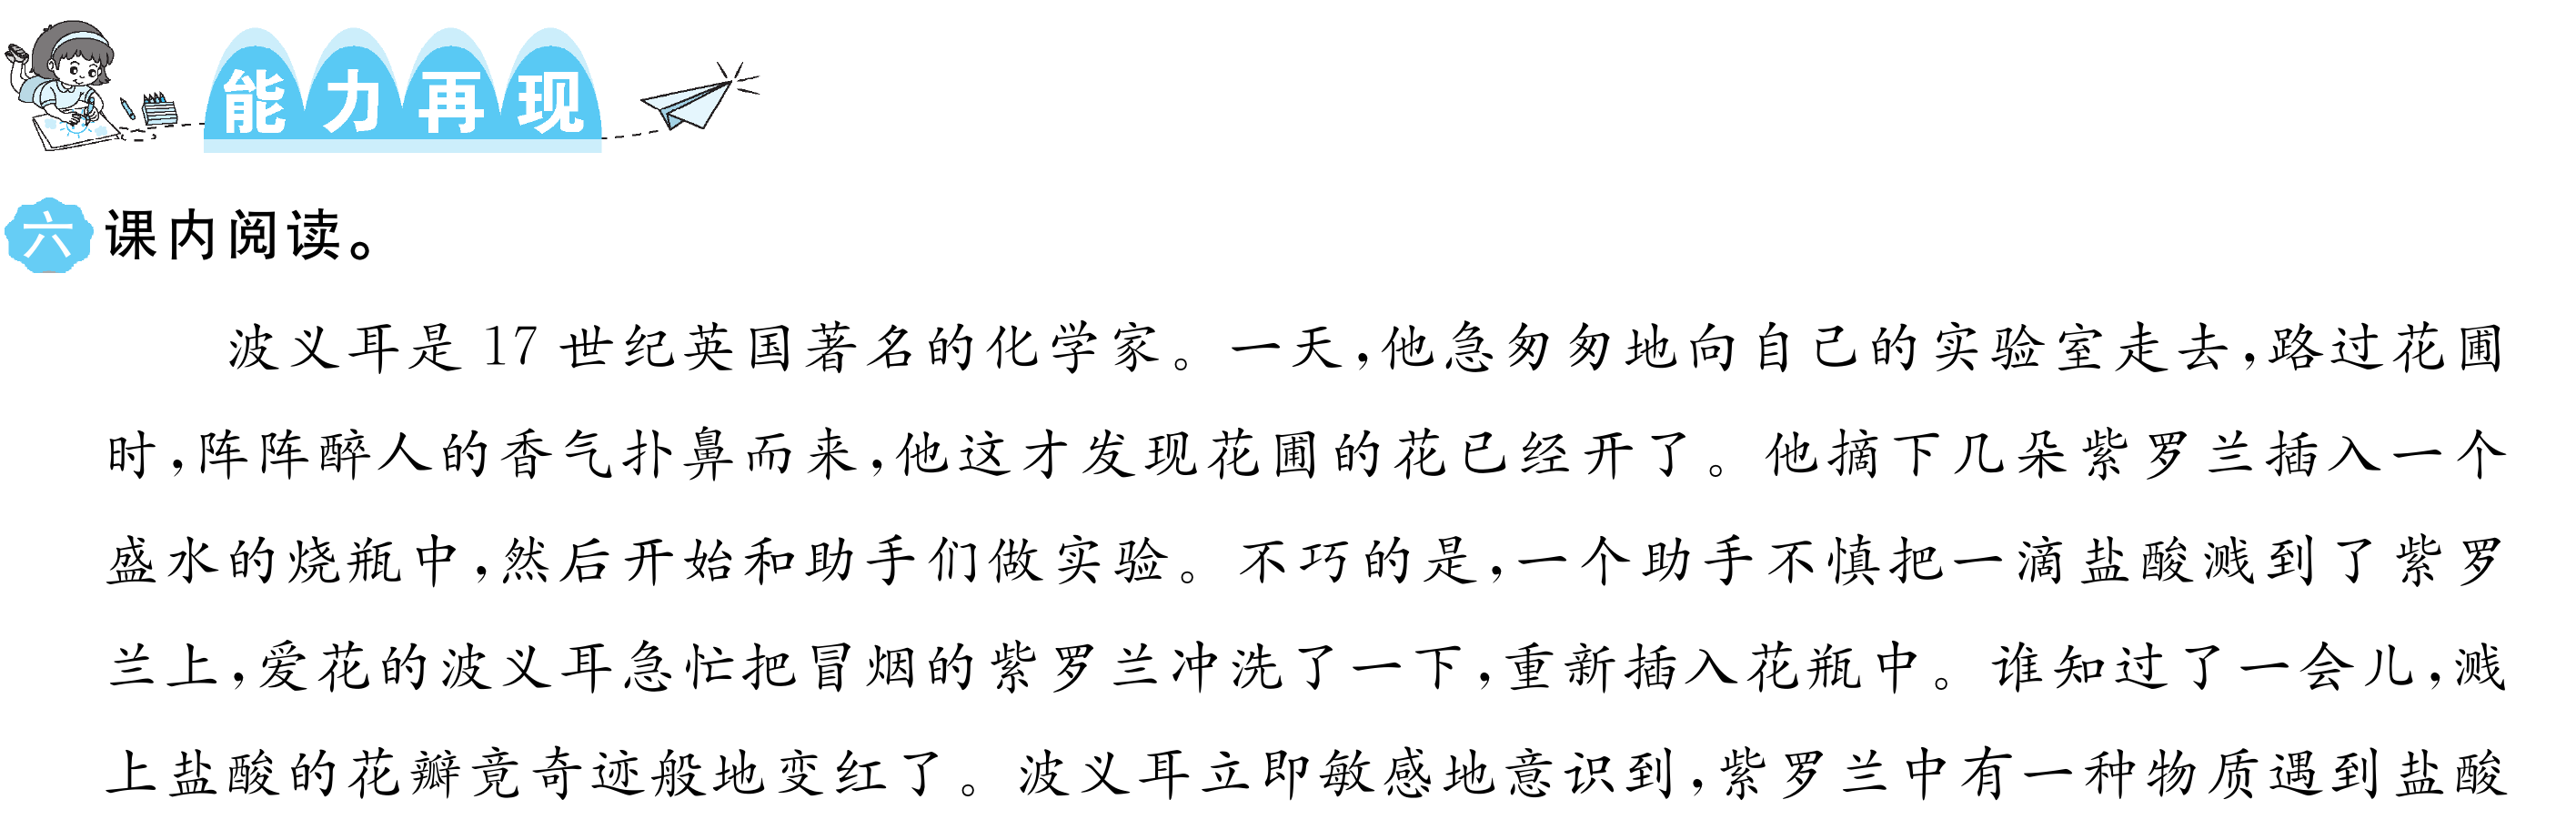 能力再现
六 课内阅读。
波义耳是 17 世纪英国著名的化学家。一天,他急匆匆地向自己的实验室走去,路过花圃
时,阵阵醉人的香气扑鼻而来,他这才发现花圃的花已经开了。他摘下几朵紫罗兰插入一个
盛水的烧瓶中,然后开始和助手们做实验。不巧的是,一个助手不慎把一滴盐酸溅到了紫罗
兰上,爱花的波义耳急忙把冒烟的紫罗兰冲洗了一下,重新插入花瓶中。谁知过了一会儿,溅
上盐酸的花瓣竟奇迹般地变红了。波义耳立即敏感地意识到,紫罗兰中有一种物质遇到盐酸